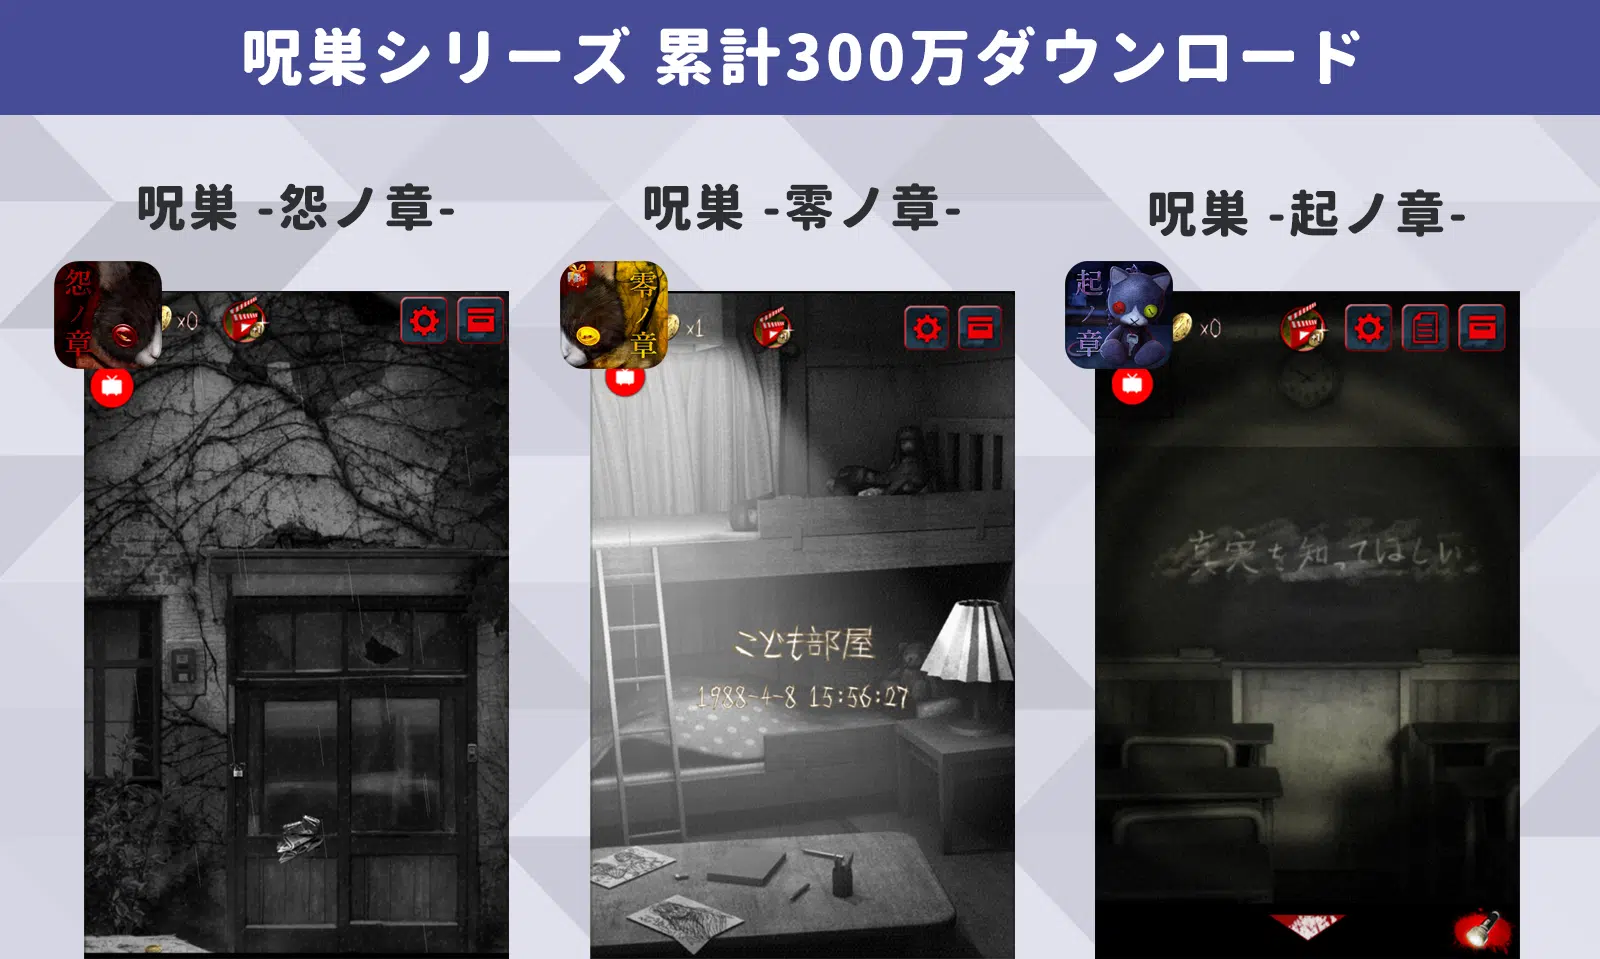 呪巣シリーズ 累計300万ダウンロード
呪巣 -怨ノ章-
呪巣 -零ノ章-
呪巣 -起ノ章-
怨ノ章
×0
零ノ章
×1
起ノ章
×0
こども部屋
1988-4-8 15:56:27
真実を知ってほしい